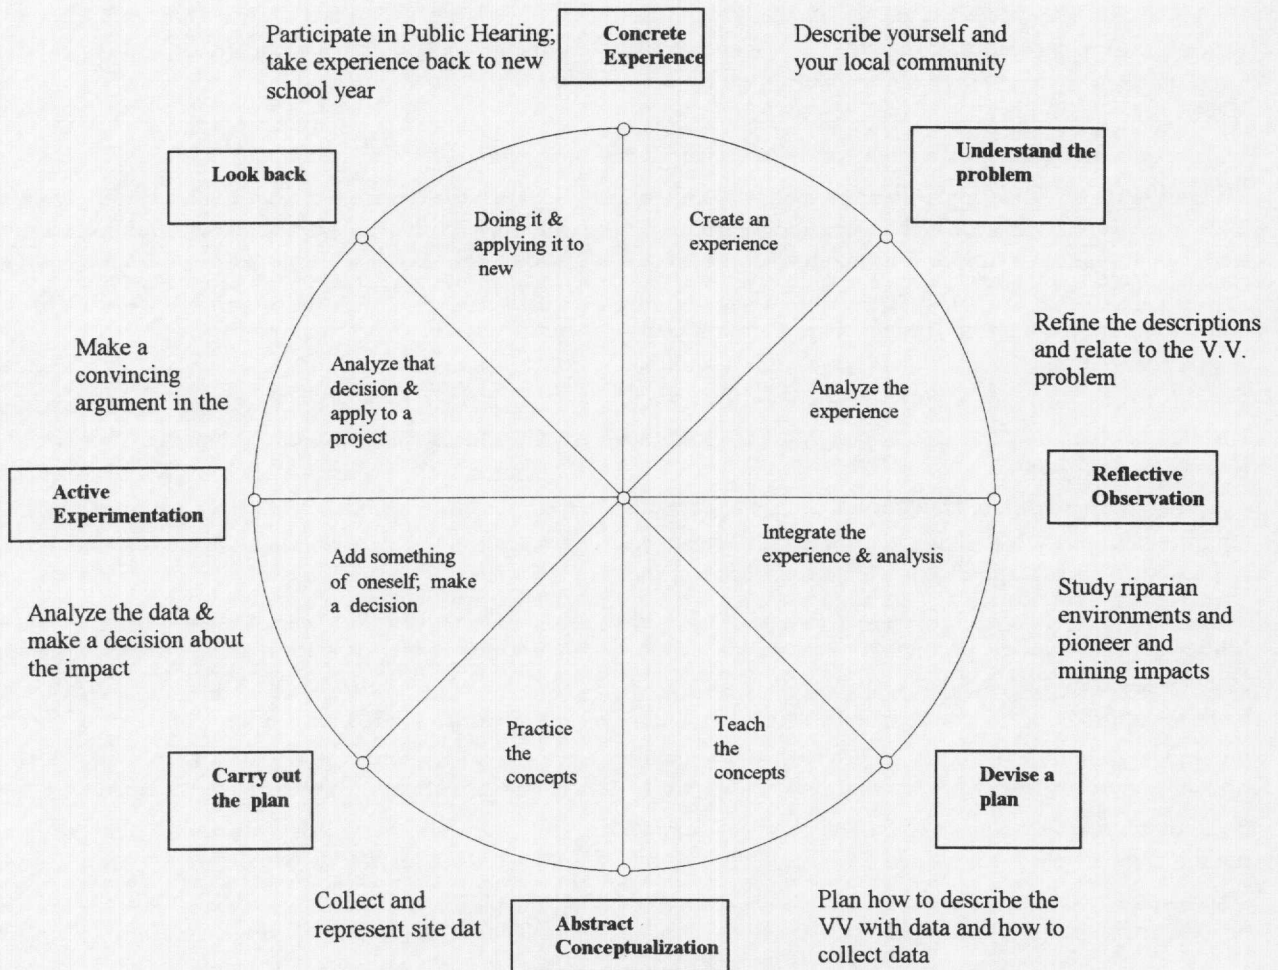 Participate in Public Hearing;
take experience back to new
school year
Concrete
Experience
Describe yourself and
your local community
Understand the
problem
Look back
Doing it &
applying it to
new
Create an
experience
Refine the descriptions
and relate to the V.V.
problem
Make a
convincing
argument in the
Analyze that
decision &
apply to a
project
Analyze the
experience
Active
Experimentation
Reflective
Observation
Integrate the
experience & analysis
Add something
of oneself; make
a decision
Analyze the data &
make a decision about
the impact
Study riparian
environments and
pioneer and
mining impacts
Practice
the
concepts
Teach
the
concepts
Carry out
the plan
Devise a
plan
Collect and
represent site dat
Abstract
Conceptualization
Plan how to describe the
VV with data and how to
collect data